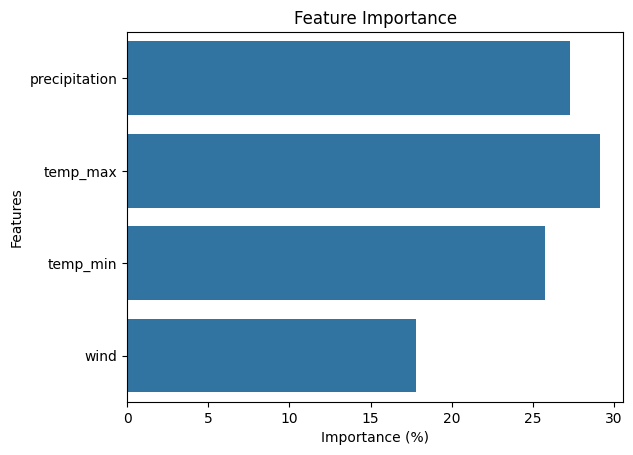 Feature Importance
precipitation
temp_max
temp_min
wind
Features
0 5 10 15 20 25 30
Importance (%)